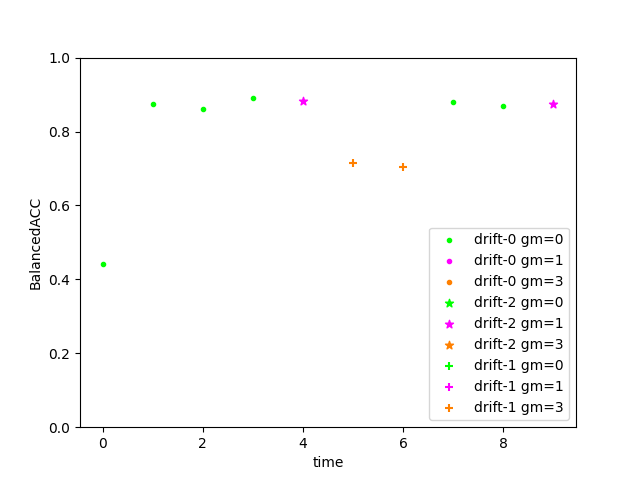 1.0
0.8
0.6
0.4
0.2
0.0
BalancedACC
0 2 4 6 8
time
drift-0 gm=0
drift-0 gm=1
drift-0 gm=3
drift-2 gm=0
drift-2 gm=1
drift-2 gm=3
drift-1 gm=0
drift-1 gm=1
drift-1 gm=3